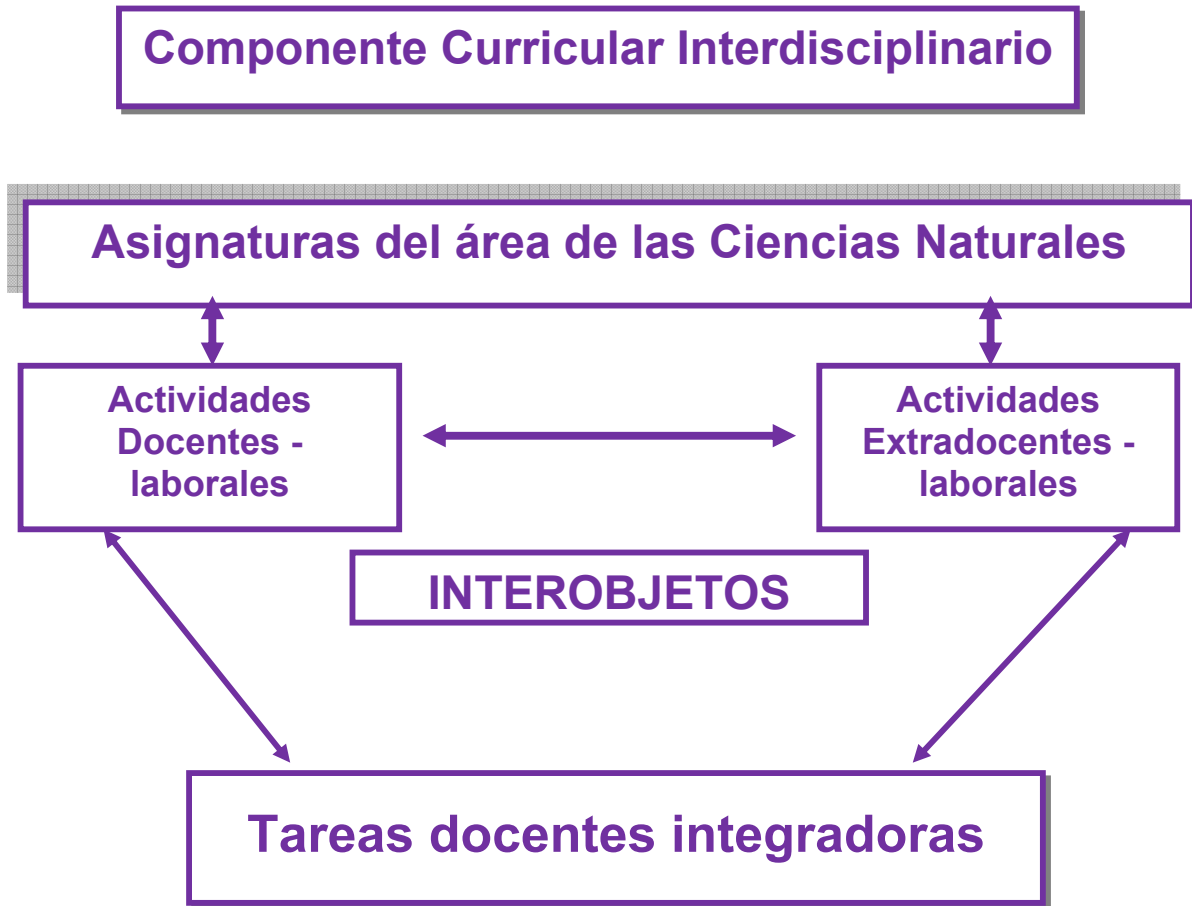 Componente Curricular Interdisciplinario
Asignaturas del área de las Ciencias Naturales
Actividades
Docentes -
laborales
Actividades
Extradocentes -
laborales
INTEROBJETOS
Tareas docentes integradoras